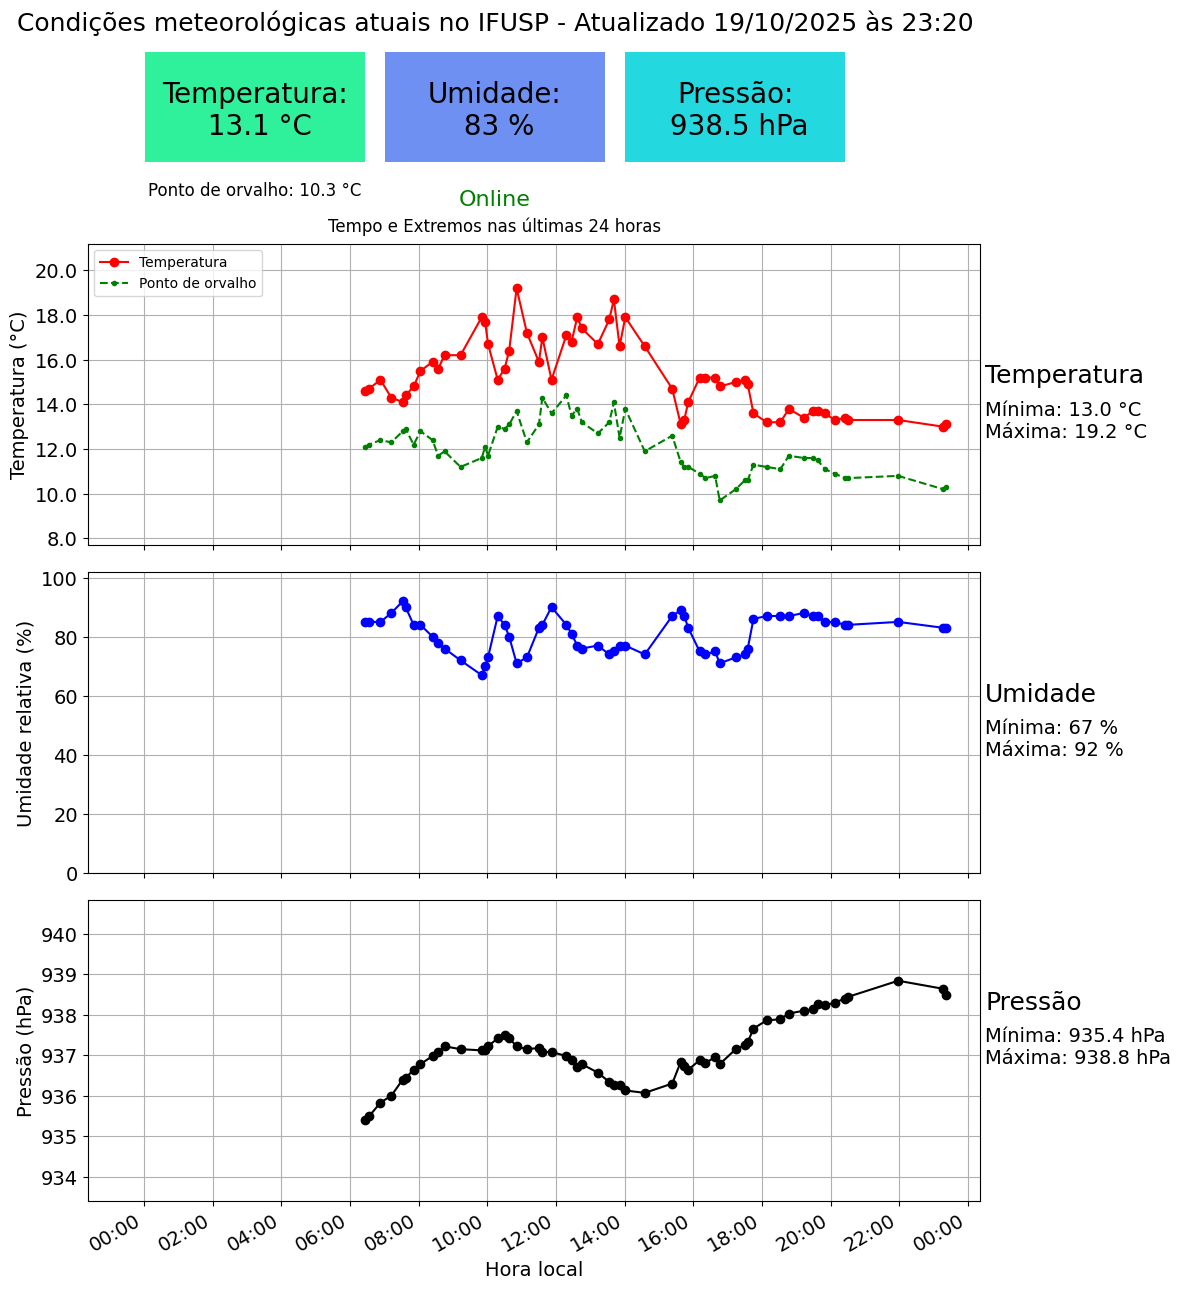 Condições meteorológicas atuais no IFUSP - Atualizado 19/10/2025 às 23:20
Temperatura:
13.1 °C
Umidade:
83 %
Pressão:
938.5 hPa
Ponto de orvalho: 10.3 °C
Online
Tempo e Extremos nas últimas 24 horas
Temperatura
Ponto de orvalho
Temperatura (°C)
20.0
18.0
16.0
14.0
12.0
10.0
8.0
Temperatura
Mínima: 13.0 °C
Máxima: 19.2 °C
Umidade relativa (%)
100
80
60
40
20
0
Umidade
Mínima: 67 %
Máxima: 92 %
Pressão (hPa)
940
939
938
937
936
935
934
Pressão
Mínima: 935.4 hPa
Máxima: 938.8 hPa
00:00 02:00 04:00 06:00 08:00 10:00 12:00 14:00 16:00 18:00 20:00 22:00 00:00
Hora local